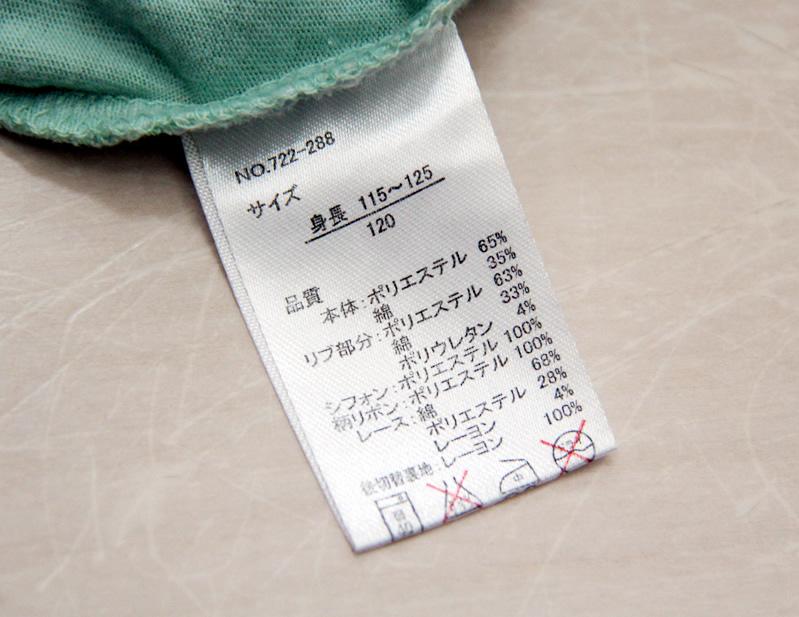 NO.722-288
サイズ
身長 115～125
120
品質
本体:ポリエステル 65%
綿 35%
リブ部分:ポリエステル 63%
綿 33%
ポリウレタン 4%
シフォン:ポリエステル 100%
柄リボン:ポリエステル 100%
レース:綿 68%
ポリエステル 28%
レーヨン 4%
後切替裏地:レーヨン 100%
中
40